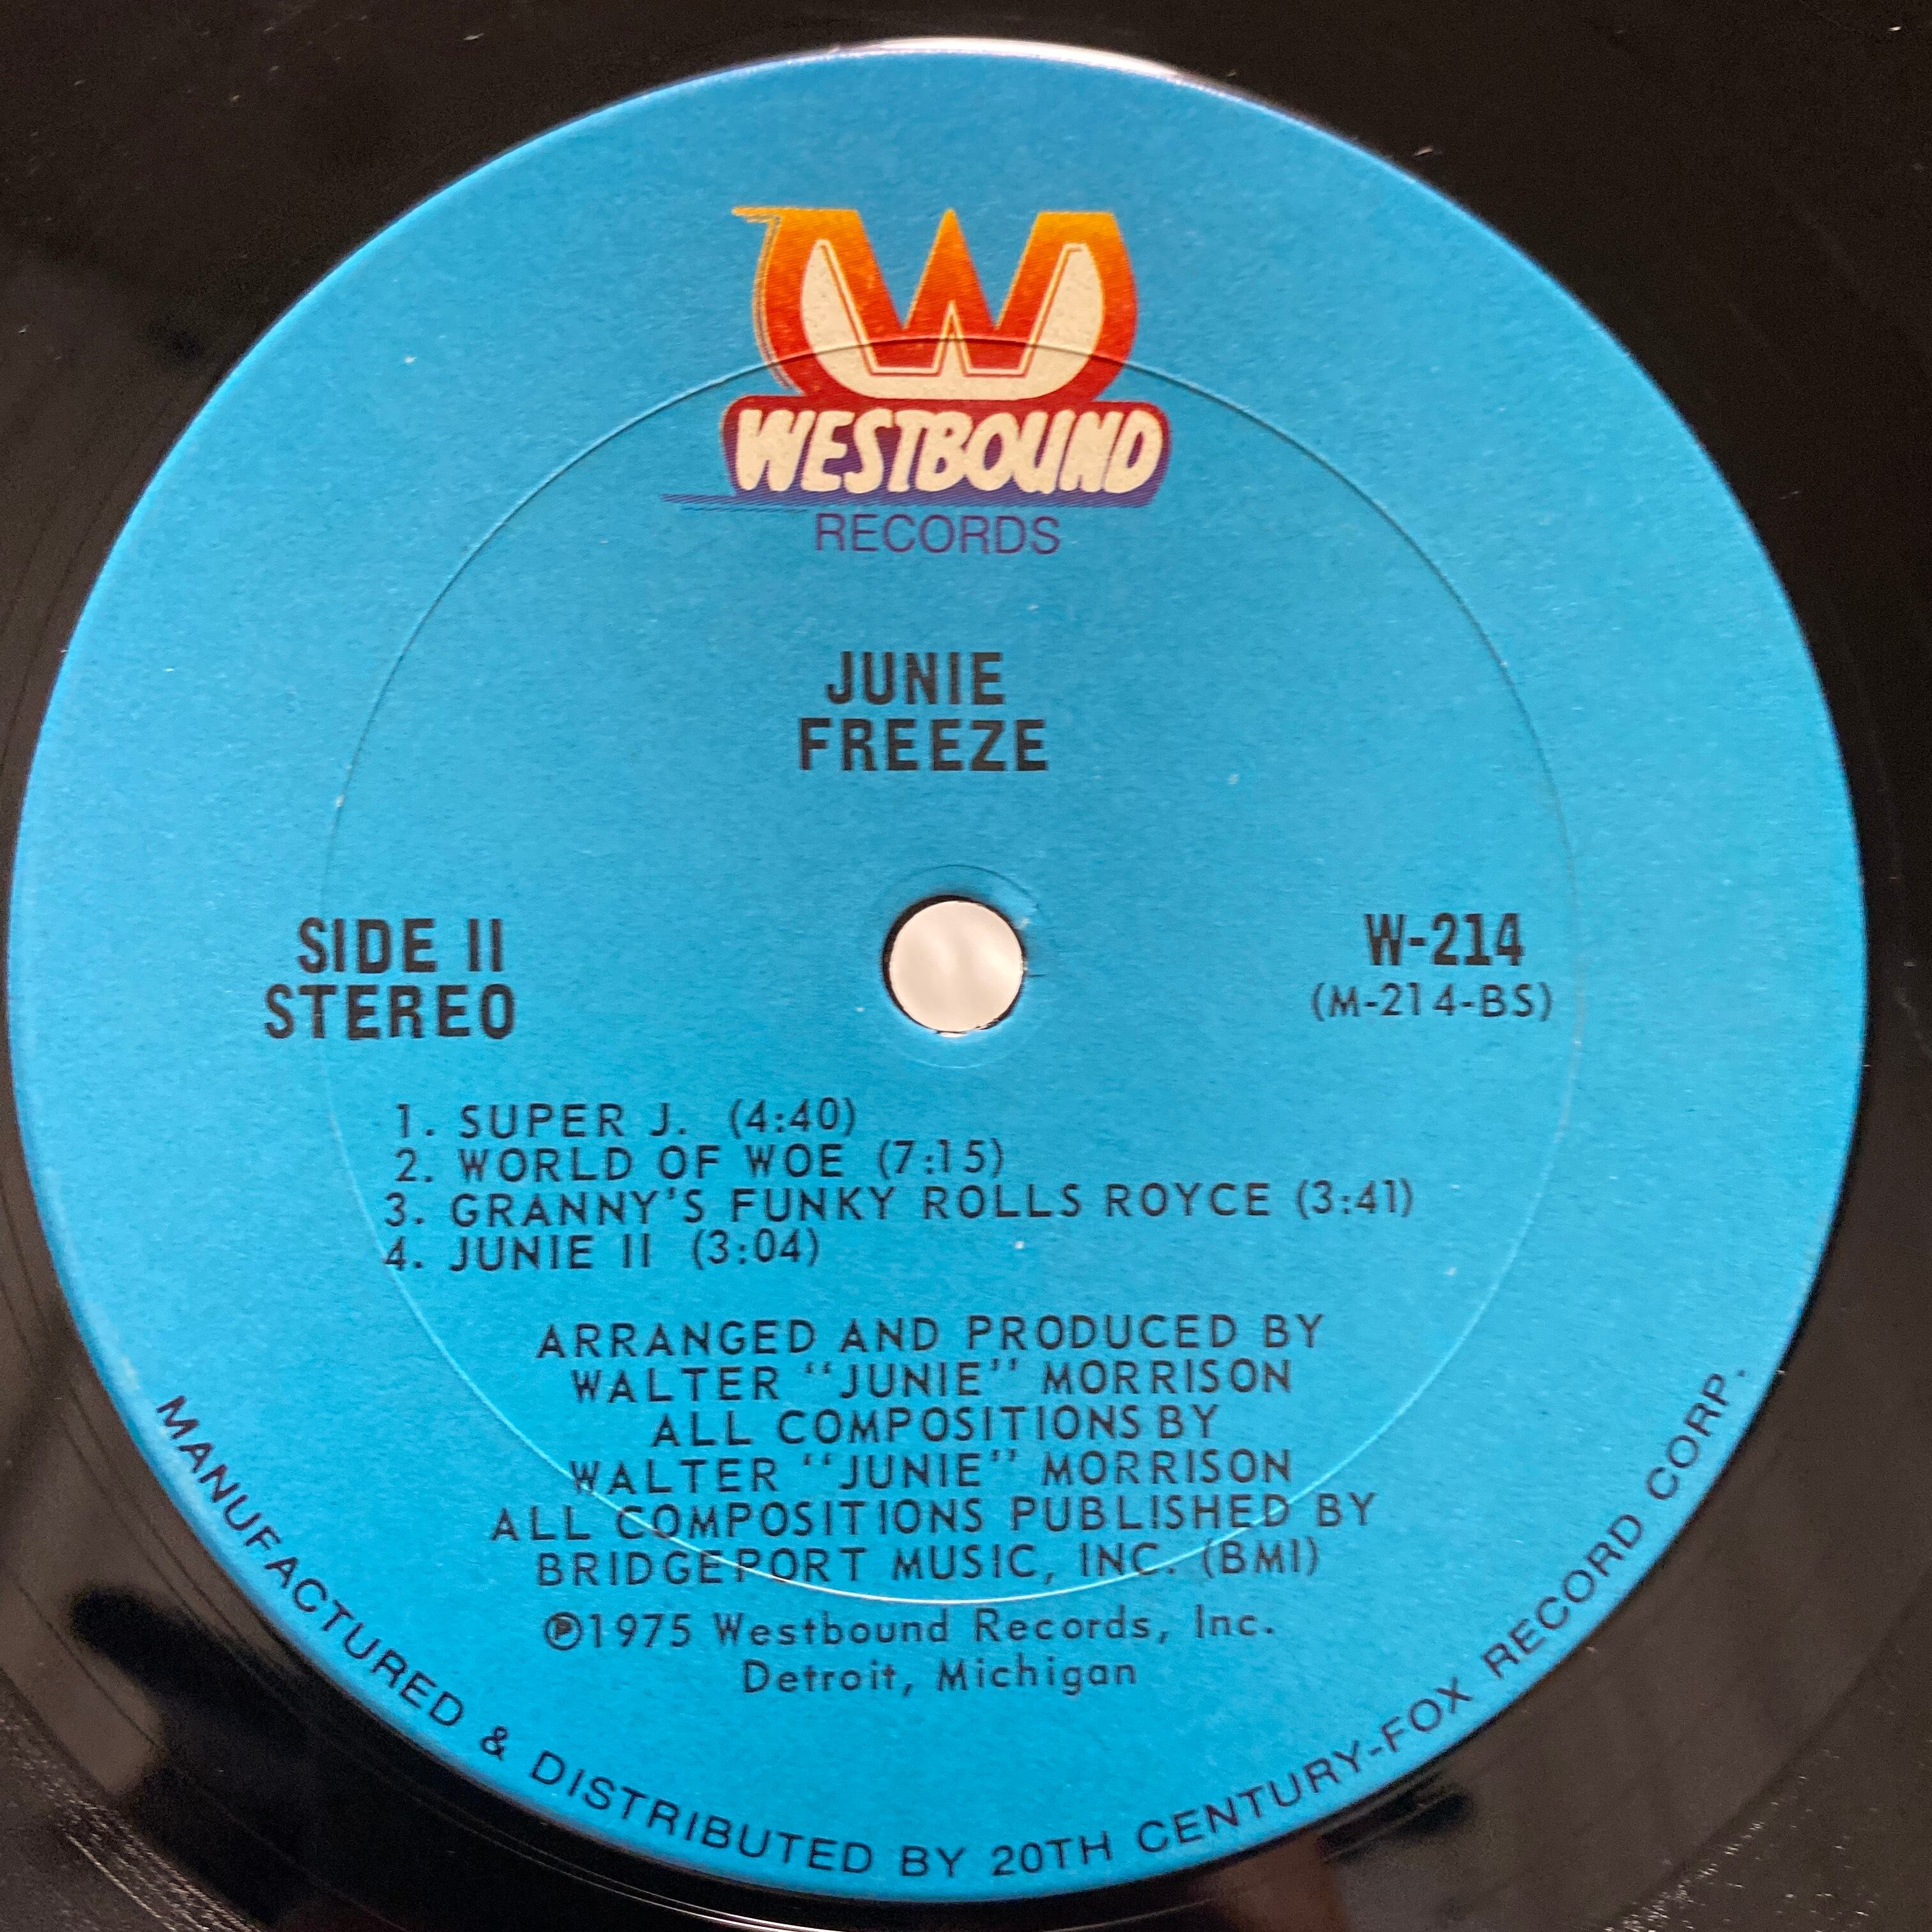 W
WESTBOUND
RECORDS
JUNIE
FREEZE
SIDE II
STEREO
W-214
(M-214-BS)
1. SUPER J. (4:40)
2. WORLD OF WOE (7:15)
3. GRANNY'S FUNKY ROLLS ROYCE (3:41)
4. JUNIE II (3:04)
ARRANGED AND PRODUCED BY
WALTER "JUNIE" MORRISON
ALL COMPOSITIONS BY
WALTER "JUNIE" MORRISON
ALL COMPOSITIONS PUBLISHED BY
BRIDGEPORT MUSIC, INC. (BMI)
℗1975 Westbound Records, Inc.
Detroit, Michigan
MANUFACTURED & DISTRIBUTED BY 20TH CENTURY-FOX RECORD CORP.